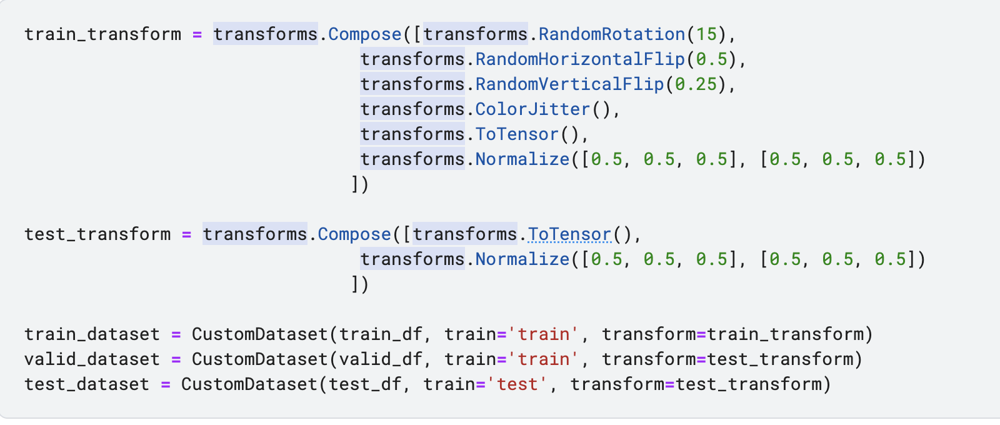 train_transform = transforms.Compose([transforms.RandomRotation(15),
transforms.RandomHorizontalFlip(0.5),
transforms.RandomVerticalFlip(0.25),
transforms.ColorJitter(),
transforms.ToTensor(),
transforms.Normalize([0.5, 0.5, 0.5], [0.5, 0.5, 0.5])
])
test_transform = transforms.Compose([transforms.ToTensor(),
transforms.Normalize([0.5, 0.5, 0.5], [0.5, 0.5, 0.5])
])
train_dataset = CustomDataset(train_df, train='train', transform=train_transform)
valid_dataset = CustomDataset(valid_df, train='train', transform=test_transform)
test_dataset = CustomDataset(test_df, train='test', transform=test_transform)